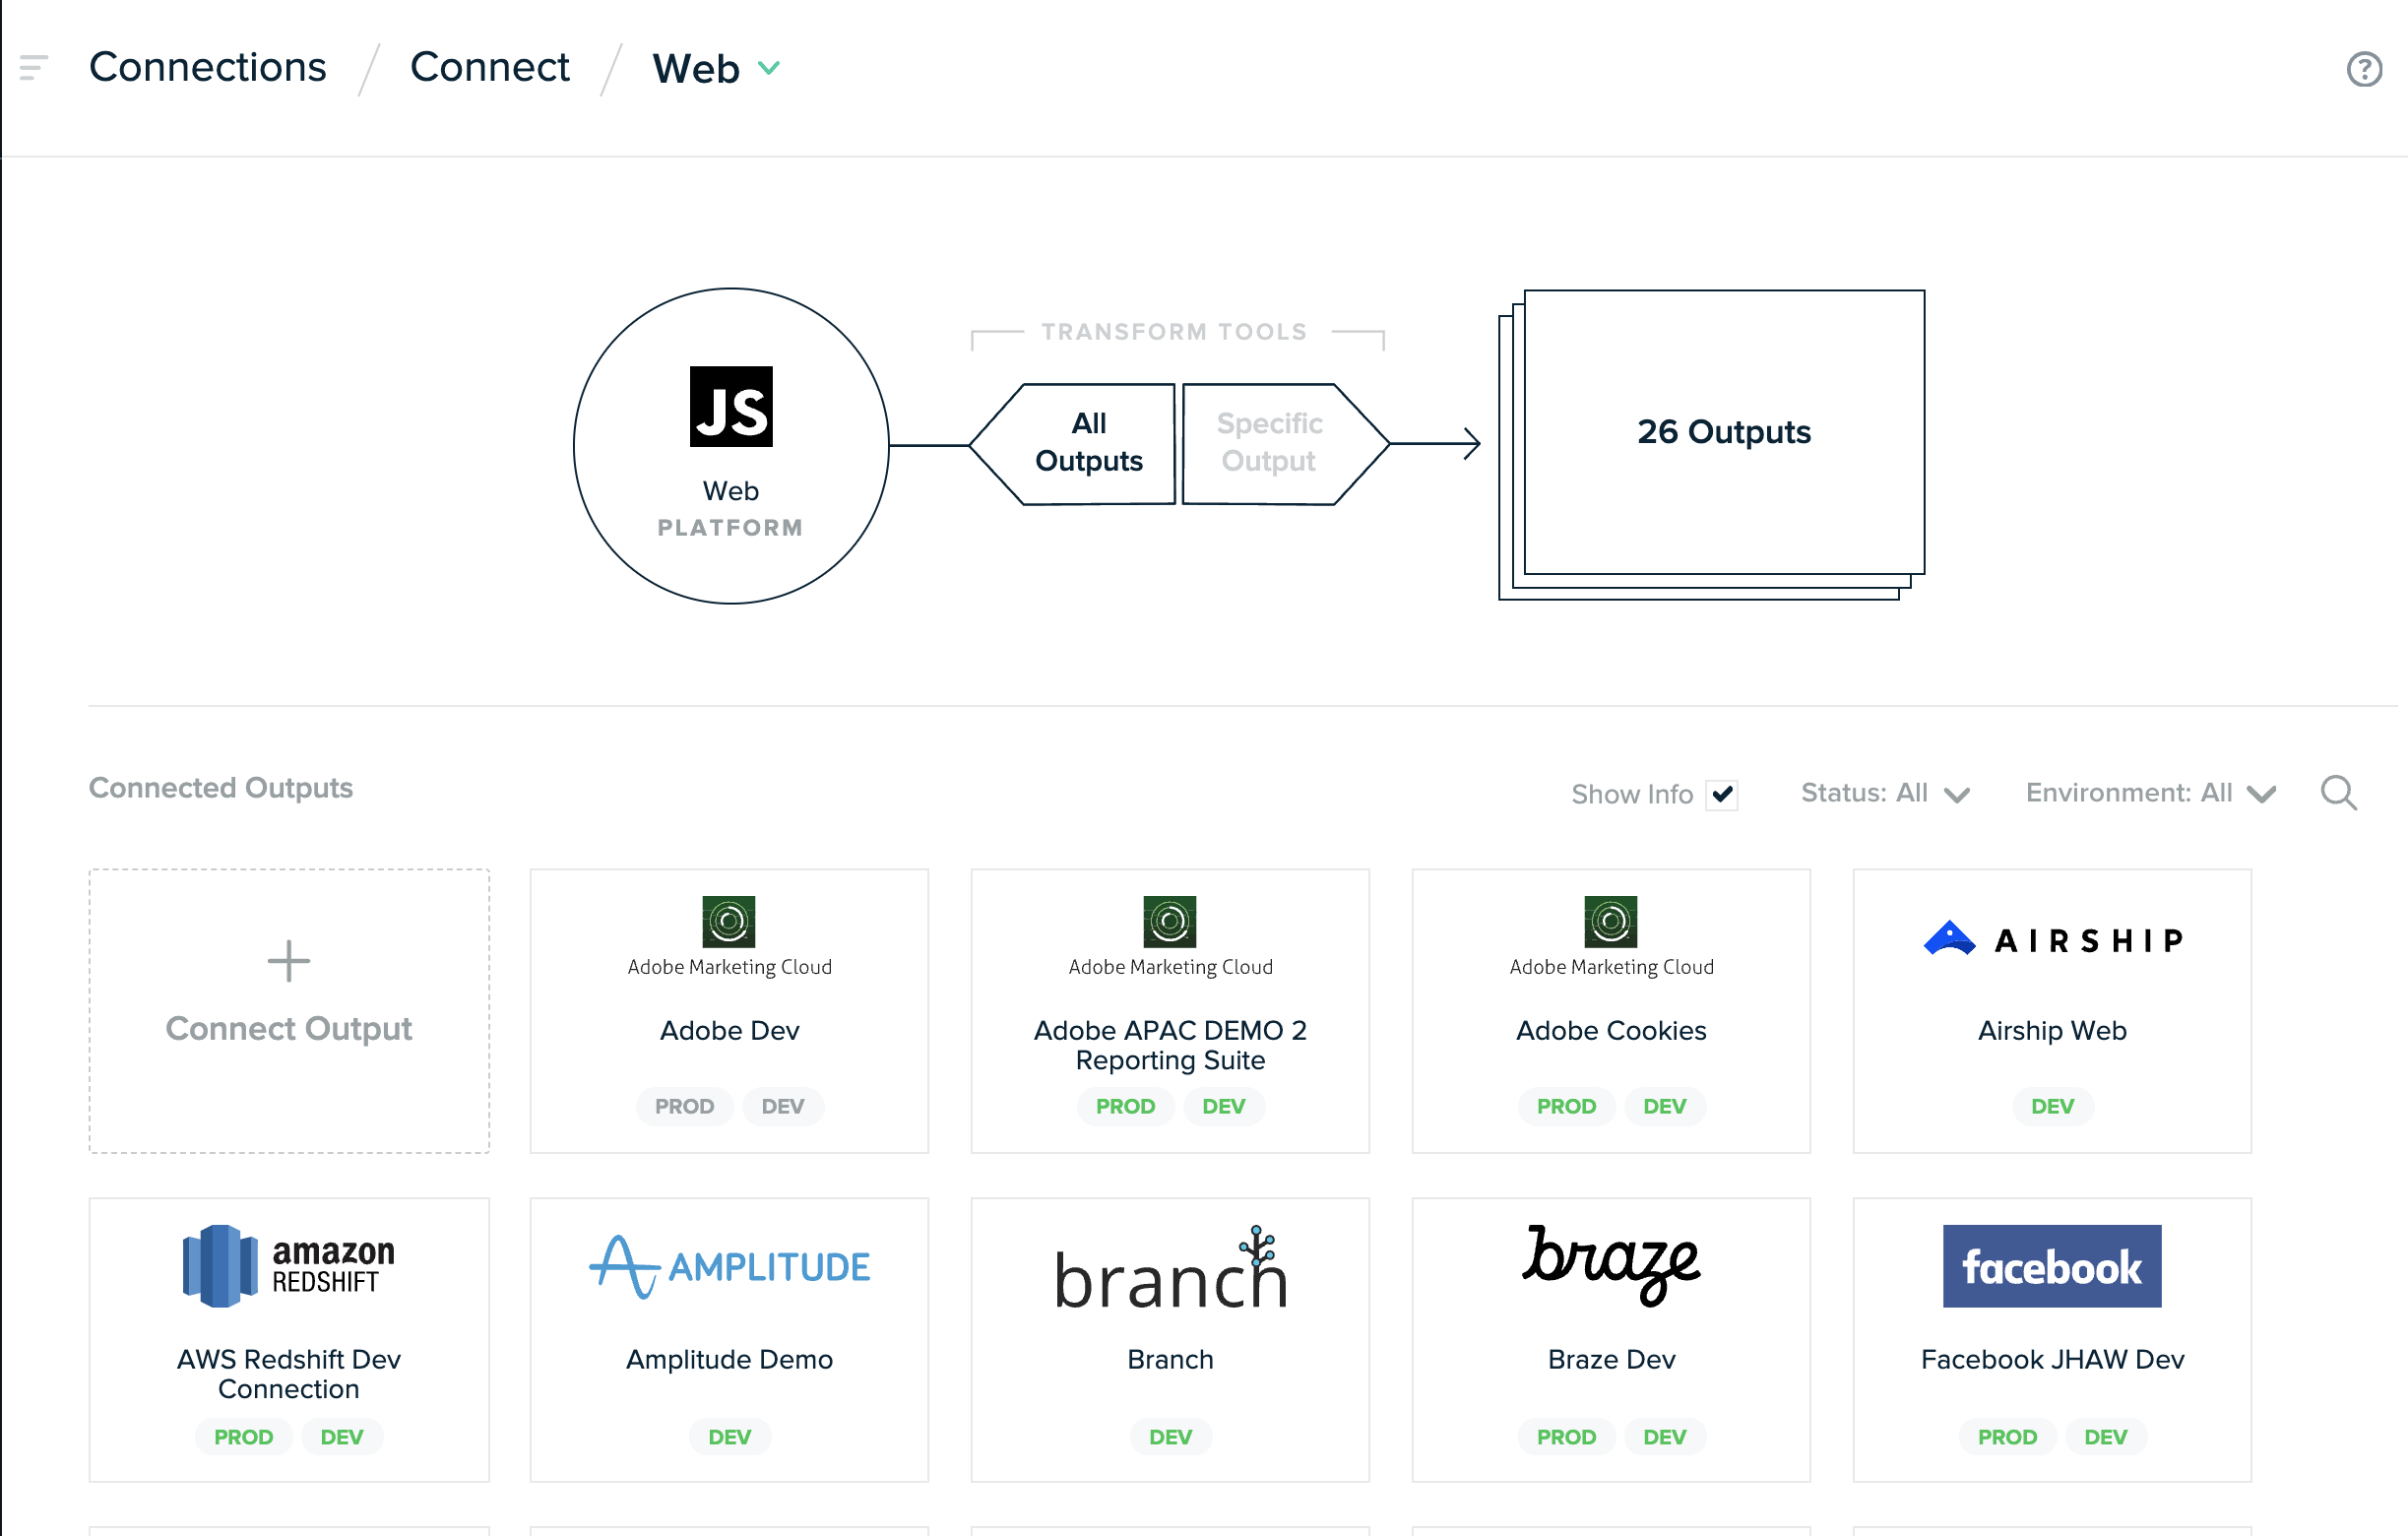 Connections / Connect / Web
?
TRANSFORM TOOLS
JS
Web
PLATFORM
All
Outputs
Specific
Output
26 Outputs
Connected Outputs
Show Info
Status: All
Environment: All
Connect Output
Adobe Marketing Cloud
Adobe Dev
PROD DEV
Adobe Marketing Cloud
Adobe APAC DEMO 2
Reporting Suite
PROD DEV
Adobe Marketing Cloud
Adobe Cookies
PROD DEV
AIRSHIP
Airship Web
DEV
amazon
REDSHIFT
AWS Redshift Dev
Connection
PROD DEV
AMPLITUDE
Amplitude Demo
DEV
branch
Branch
DEV
braze
Braze Dev
PROD DEV
facebook
Facebook JHAW Dev
PROD DEV